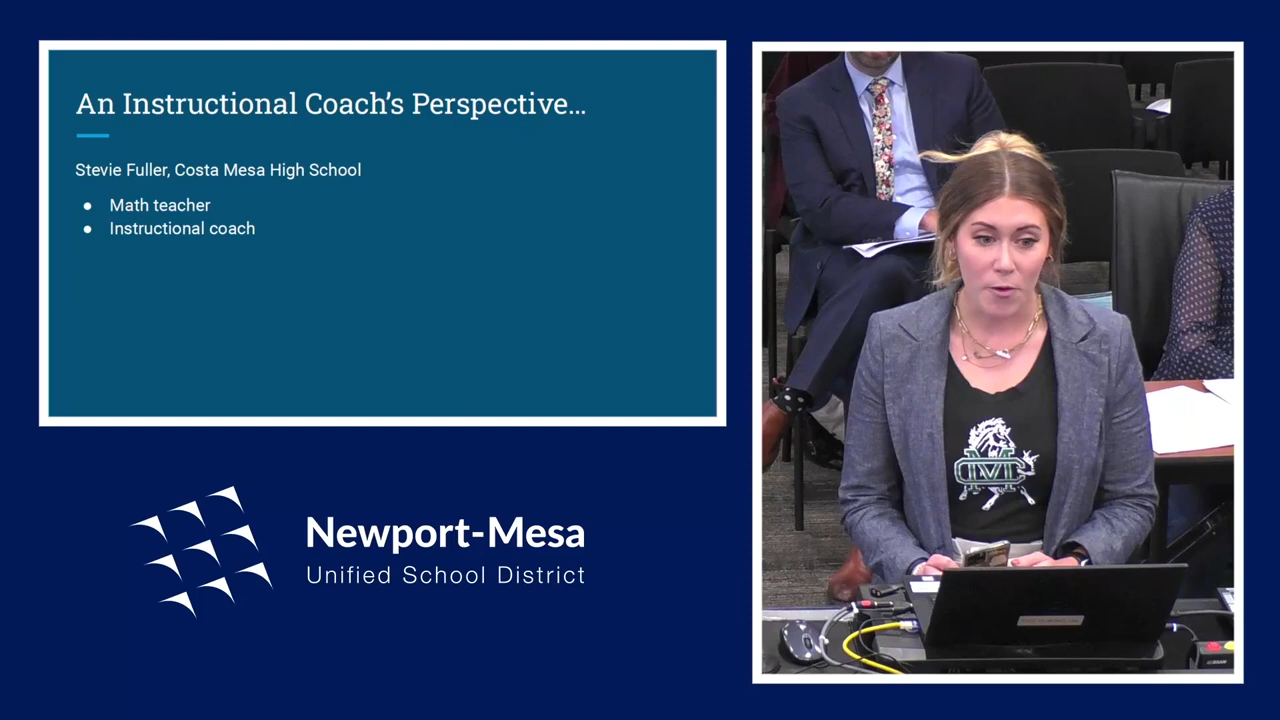 An Instructional Coach's Perspective...
Stevie Fuller, Costa Mesa High School
● Math teacher
● Instructional coach
Newport-Mesa
Unified School District